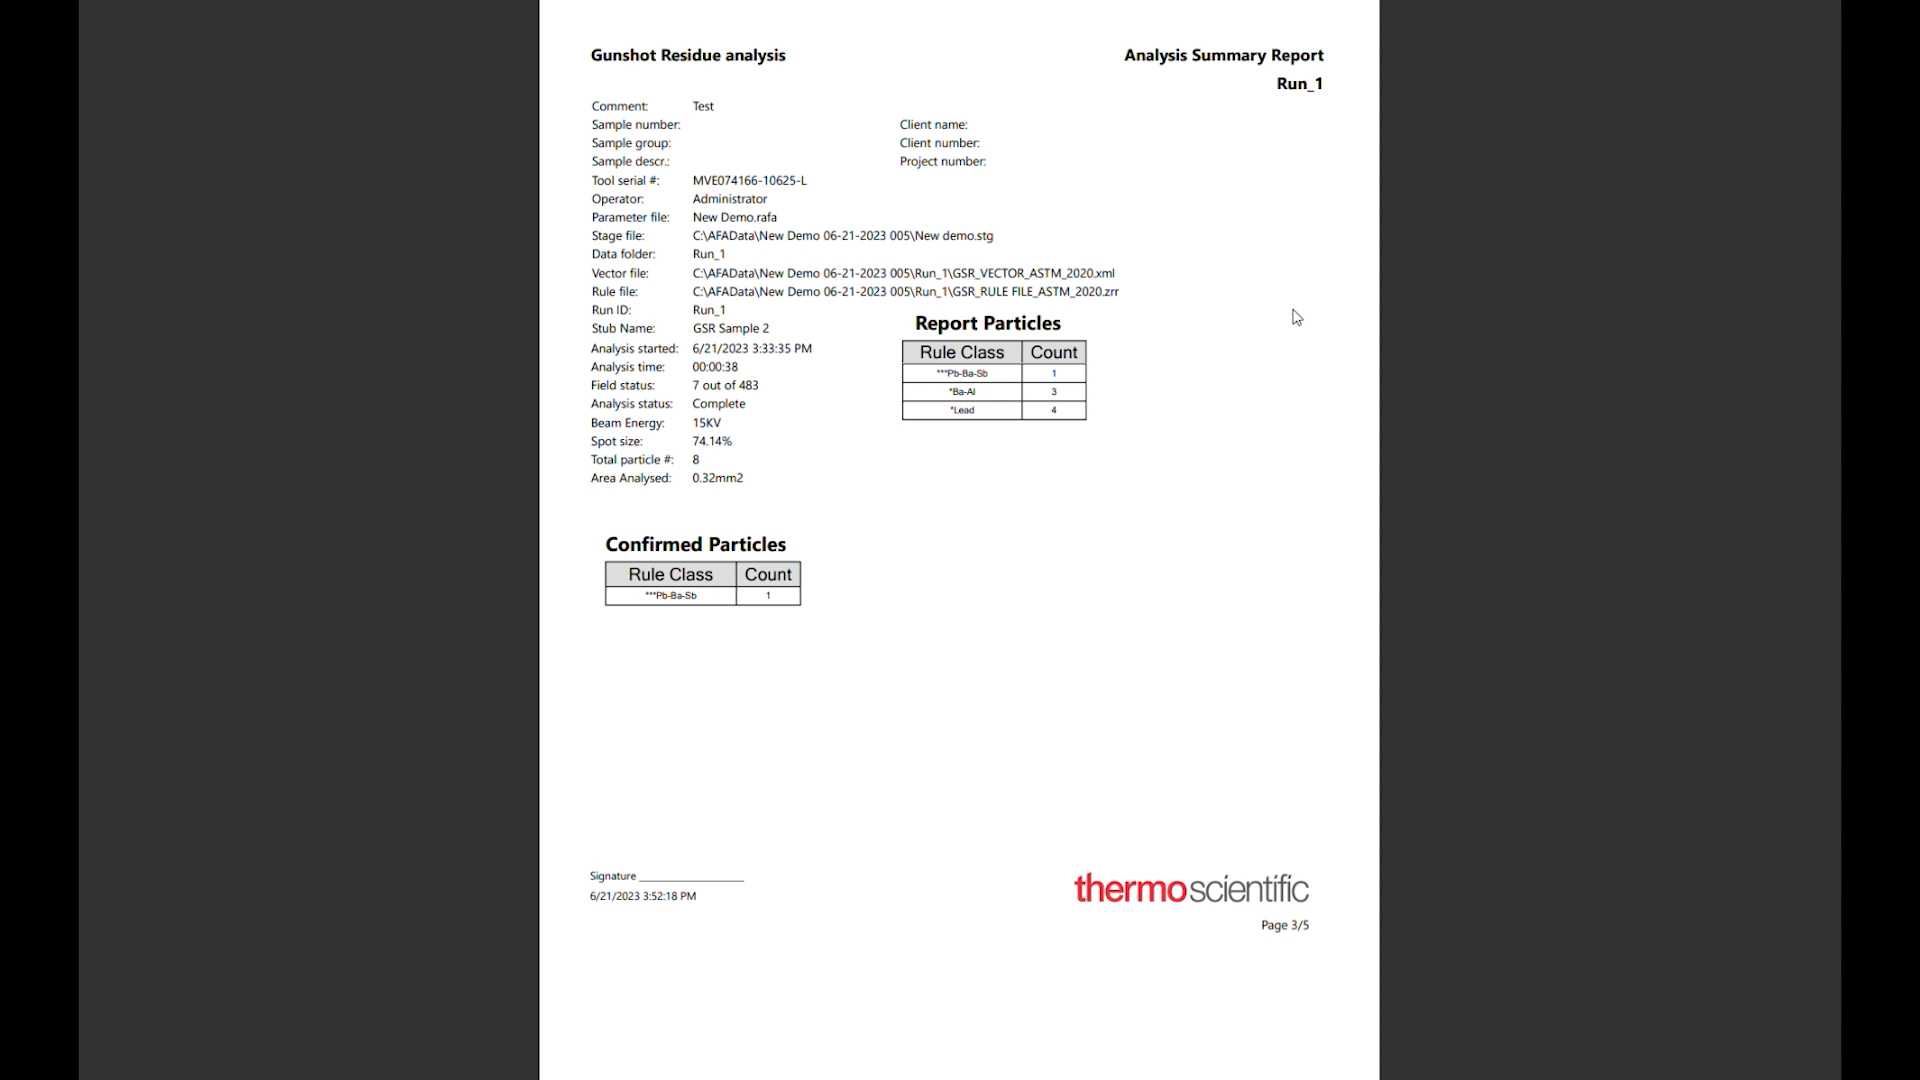 Gunshot Residue analysis
Analysis Summary Report
Run_1
Comment: Test
Sample number:
Client name:
Sample group:
Client number:
Sample descr.:
Project number:
Tool serial #: MVE074166-10625-L
Operator: Administrator
Parameter file: New Demo.rafa
Stage file: C:\AFAData\New Demo 06-21-2023 005\New demo.stg
Data folder: Run_1
Vector file: C:\AFAData\New Demo 06-21-2023 005\Run_1\GSR_VECTOR_ASTM_2020.xml
Rule file: C:\AFAData\New Demo 06-21-2023 005\Run_1\GSR_RULE FILE_ASTM_2020.zrr
Run ID: Run_1
Stub Name: GSR Sample 2
Analysis started: 6/21/2023 3:33:35 PM
Analysis time: 00:00:38
Field status: 7 out of 483
Analysis status: Complete
Beam Energy: 15KV
Spot size: 74.14%
Total particle #: 8
Area Analysed: 0.32mm2
Report Particles
Rule Class Count
***Pb-Ba-Sb 1
*Ba-Al 3
*Lead 4
Confirmed Particles
Rule Class Count
***Pb-Ba-Sb 1
Signature ____________________
6/21/2023 3:52:18 PM
thermo scientific
Page 3/5